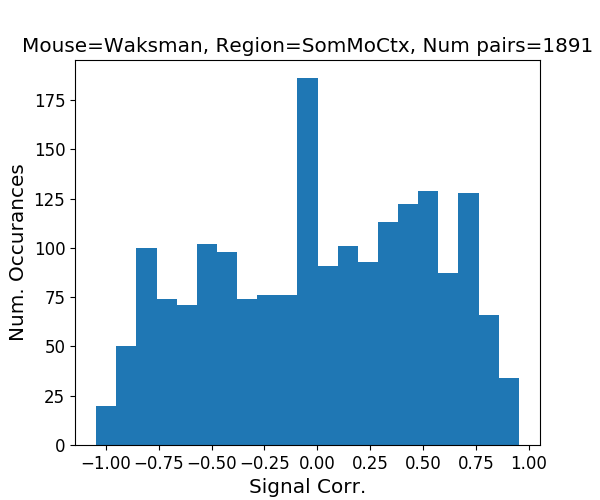 Mouse=Waksman, Region=SomMoCtx, Num pairs=1891
175
150
125
100
75
50
25
0
Num. Occurances
−1.00 −0.75 −0.50 −0.25 0.00 0.25 0.50 0.75 1.00
Signal Corr.